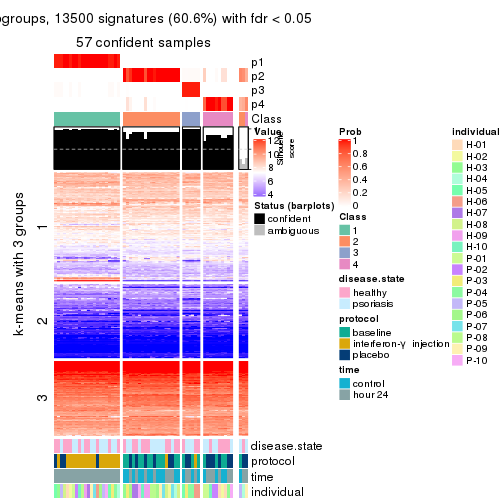 groups, 13500 signatures (60.6%) with fdr < 0.05
57 confident samples
p1
p2
p3
p4
Class
Silhouette
score
k-means with 3 groups
1
2
3
disease.state
protocol
time
individual
Value
12
10
8
6
4
Status (barplots)
confident
ambiguous
Prob
1
0.8
0.6
0.4
0.2
0
Class
1
2
3
4
disease.state
healthy
psoriasis
protocol
baseline
interferon-γ injection
placebo
time
control
hour 24
individual
H-01
H-02
H-03
H-04
H-05
H-06
H-07
H-08
H-09
H-10
P-01
P-02
P-03
P-04
P-05
P-06
P-07
P-08
P-09
P-10